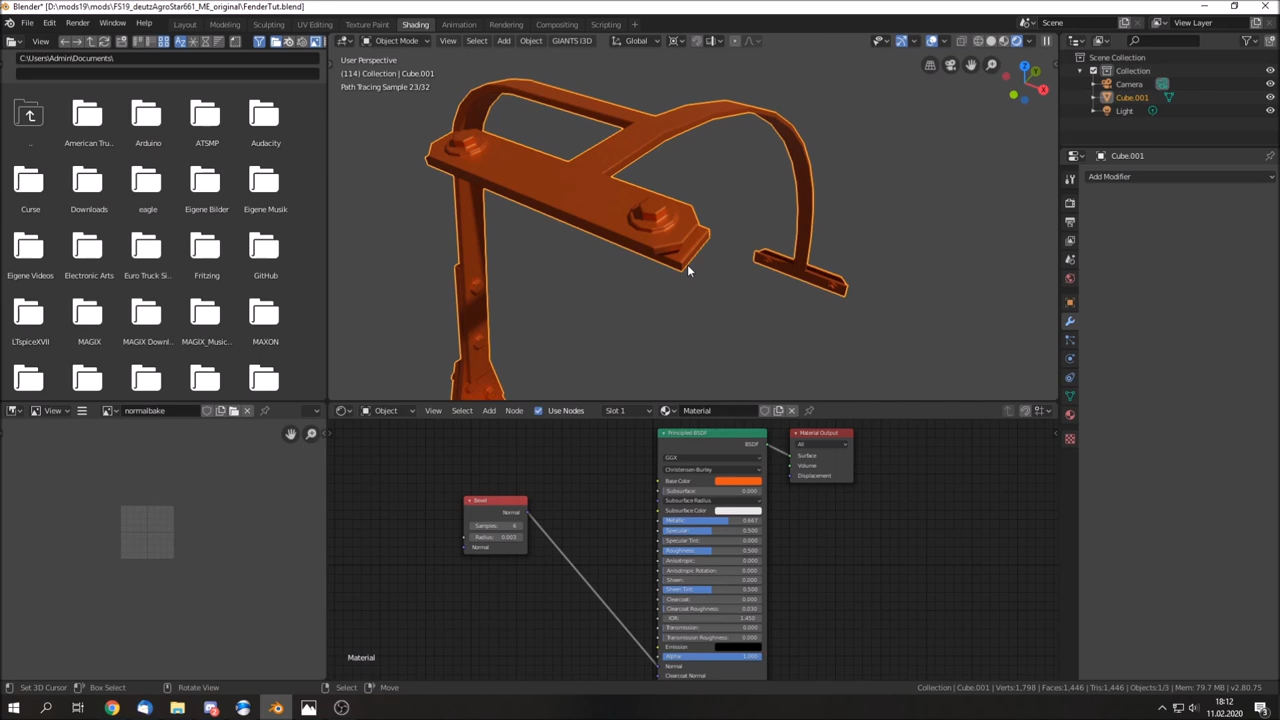 Blender* [D:\mods19\mods\FS19_deutzAgroStar661_ME_original\FenderTut.blend]
File Edit Render Window Help Layout Modeling Sculpting UV Editing Texture Paint Shading Animation Rendering Compositing Scripting Scene View Layer
View Object Mode View Select Add Object GIANTS I3D Global
C:\Users\Admin\Documents\
User Perspective
(114) Collection | Cube.001
Path Tracing Sample 23/32
Scene Collection
Collection
Camera
Cube.001
Light
Cube.001
Add Modifier
.. American Tru.. Arduino ATSMP Audacity
Curse Downloads eagle Eigene Bilder Eigene Musik
Eigene Videos Electronic Arts Euro Truck Si... Fritzing GitHub
LTspiceXVII MAGIX MAGIX Downl.. MAGIX_Music... MAXON
View normalbake
Object View Select Add Node Use Nodes Slot 1 Material
Bevel
Normal
Samples: 6
Radius: 0.003
Normal
Principled BSDF
BSDF
GGX
Christensen-Burley
Base Color
Subsurface: 0.000
Subsurface Radius
Subsurface Color
Metallic: 0.667
Specular: 0.500
Specular Tint: 0.000
Roughness: 0.500
Anisotropic: 0.000
Anisotropic Rotation: 0.000
Sheen: 0.000
Sheen Tint: 0.500
Clearcoat: 0.000
Clearcoat Roughness: 0.030
IOR: 1.450
Transmission: 0.000
Transmission Roughness: 0.000
Emission
Alpha: 1.000
Normal
Clearcoat Normal
Material Output
All
Surface
Volume
Displacement
Material
Set 3D Cursor Box Select Rotate View Select Move Collection | Cube.001 | Verts:1,798 | Faces:1,446 | Tris:1,446 | Objects:1/3 | Mem: 79.7 MB | v2.80.75
18:12
11.02.2020
3